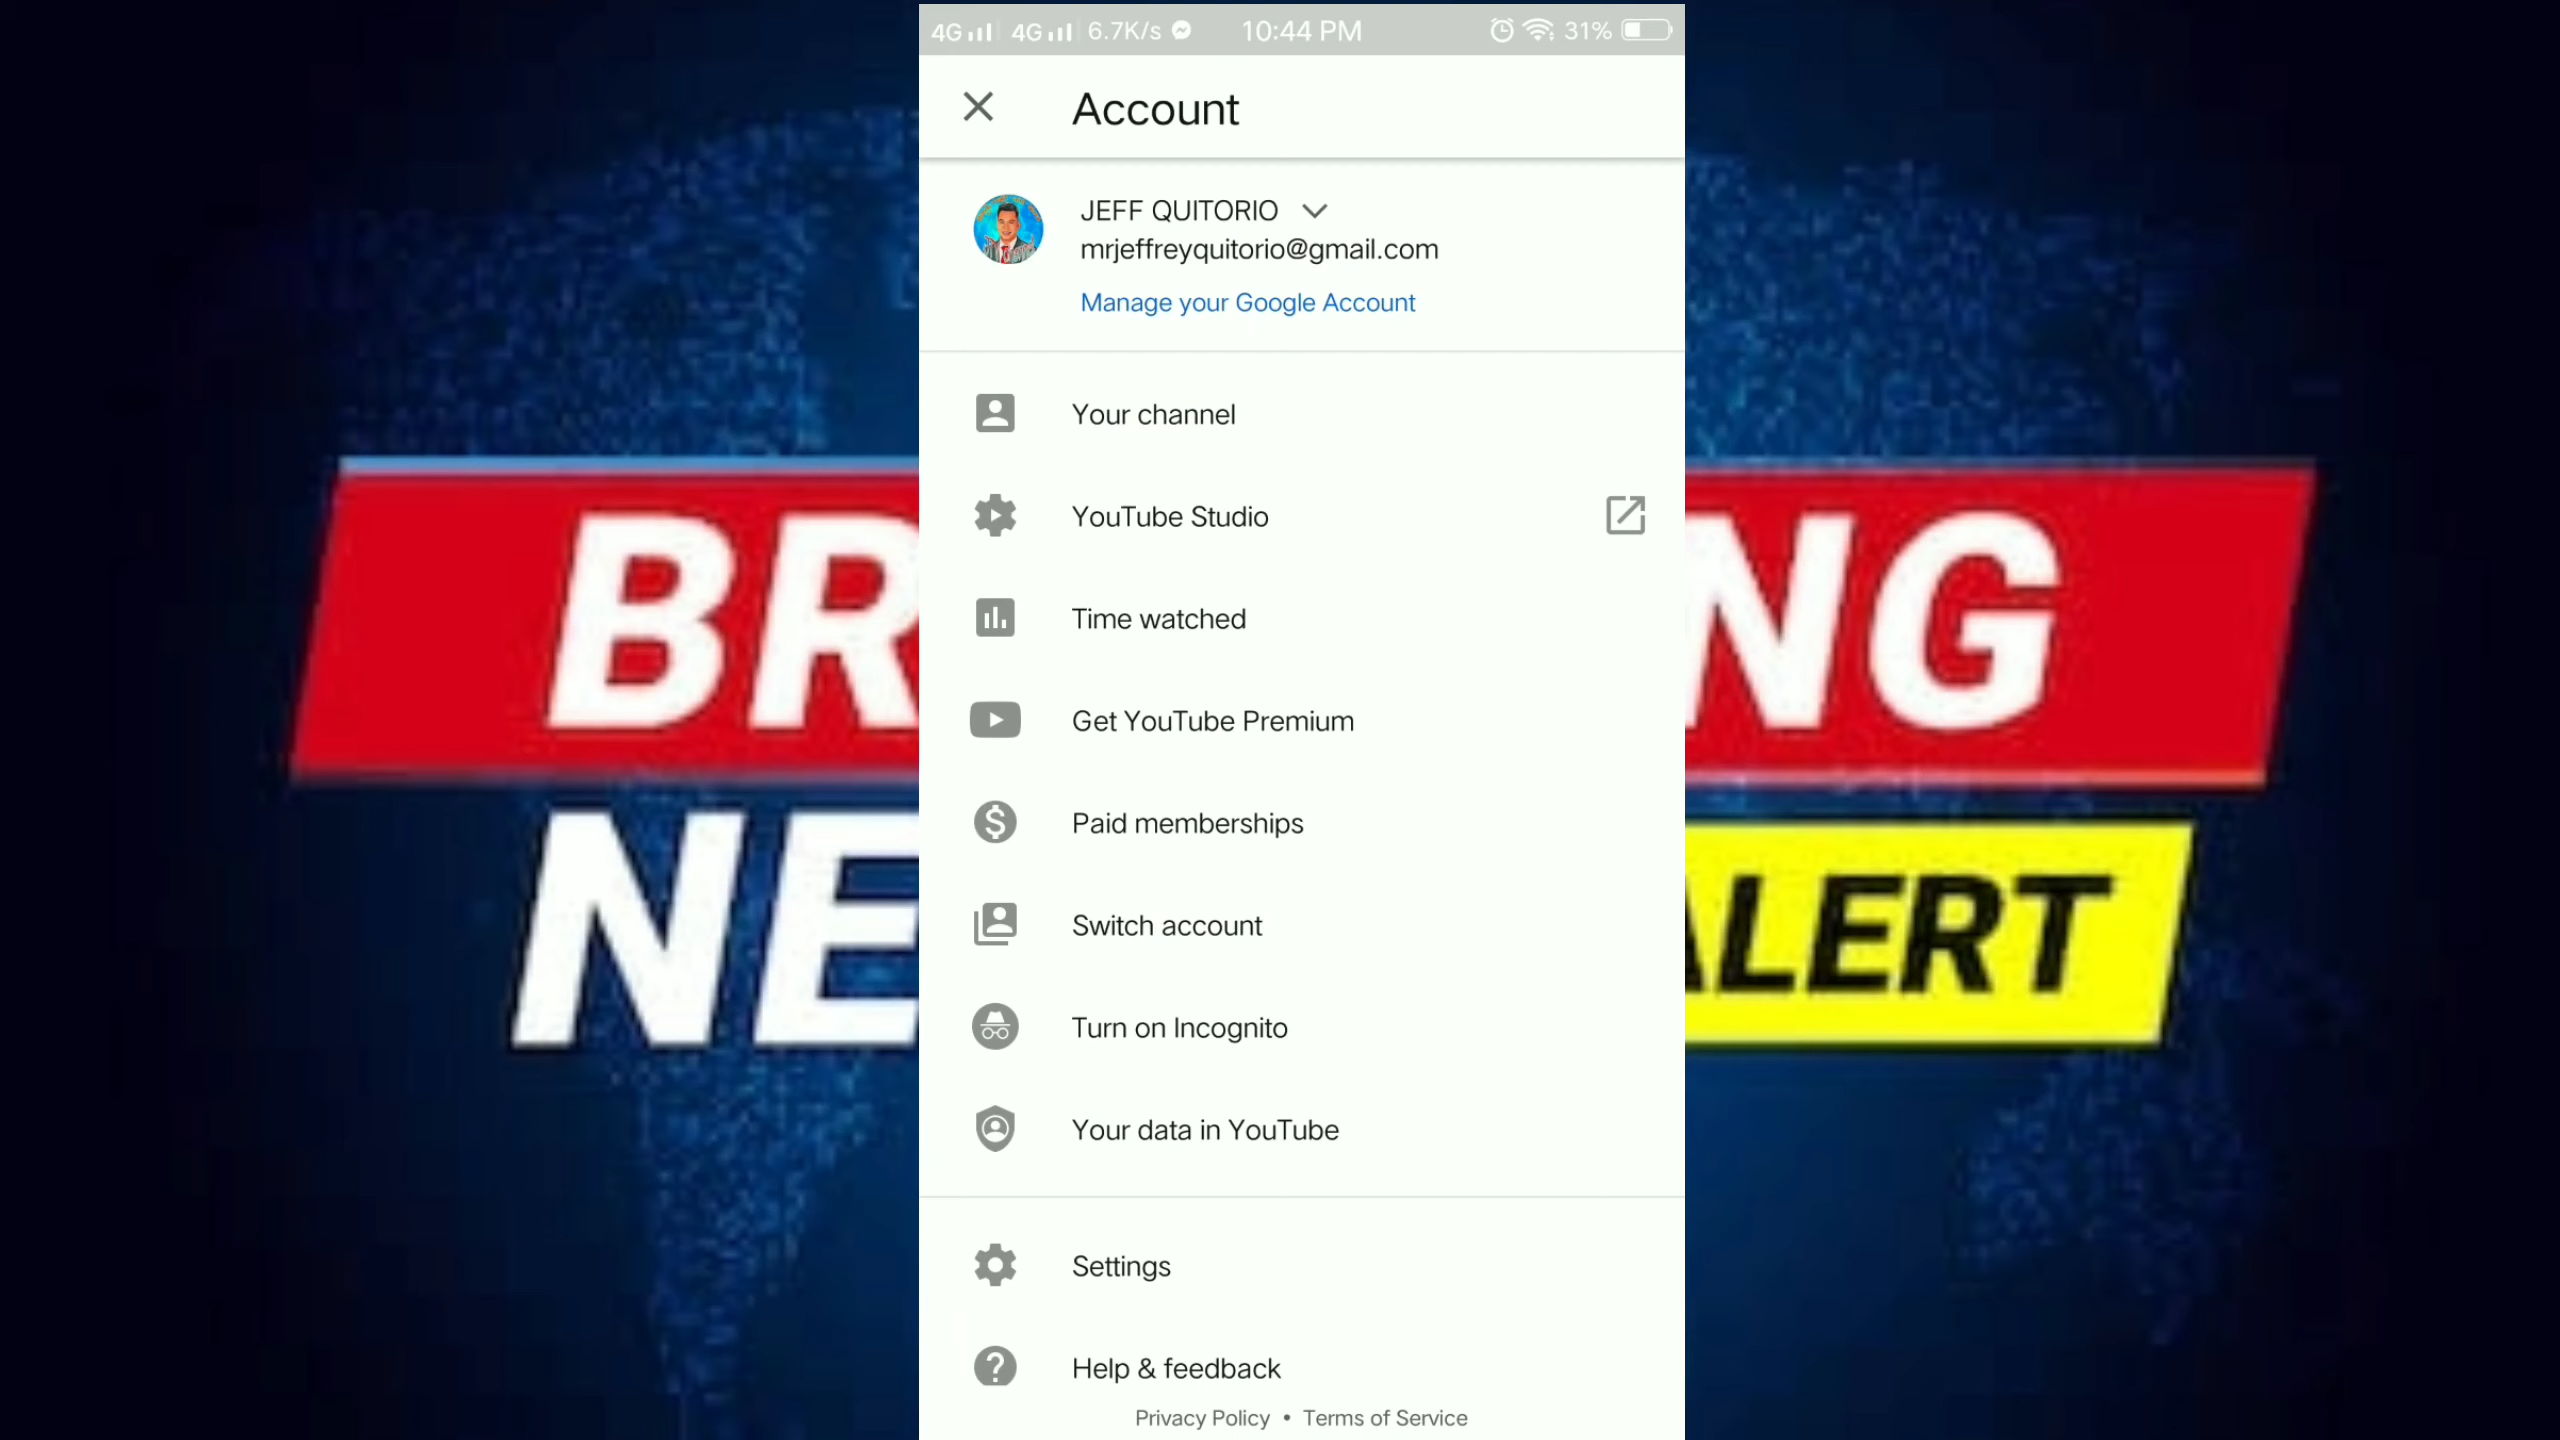 4G 4G 6.7K/s 10:44 PM 31%
Account
JEFF QUITORIO
mrjeffreyquitorio@gmail.com
Manage your Google Account
Your channel
YouTube Studio
Time watched
Get YouTube Premium
Paid memberships
Switch account
Turn on Incognito
Your data in YouTube
Settings
Help & feedback
Privacy Policy • Terms of Service
BR NG
NE ALERT